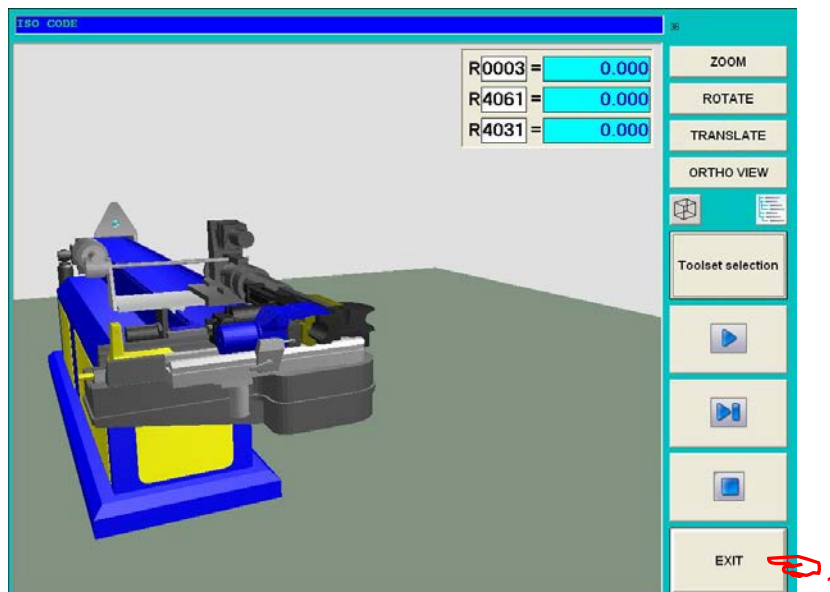 ISO CODE
R0003 = 0.000
R4061 = 0.000
R4031 = 0.000
ZOOM
ROTATE
TRANSLATE
ORTHO VIEW
Toolset selection
EXIT